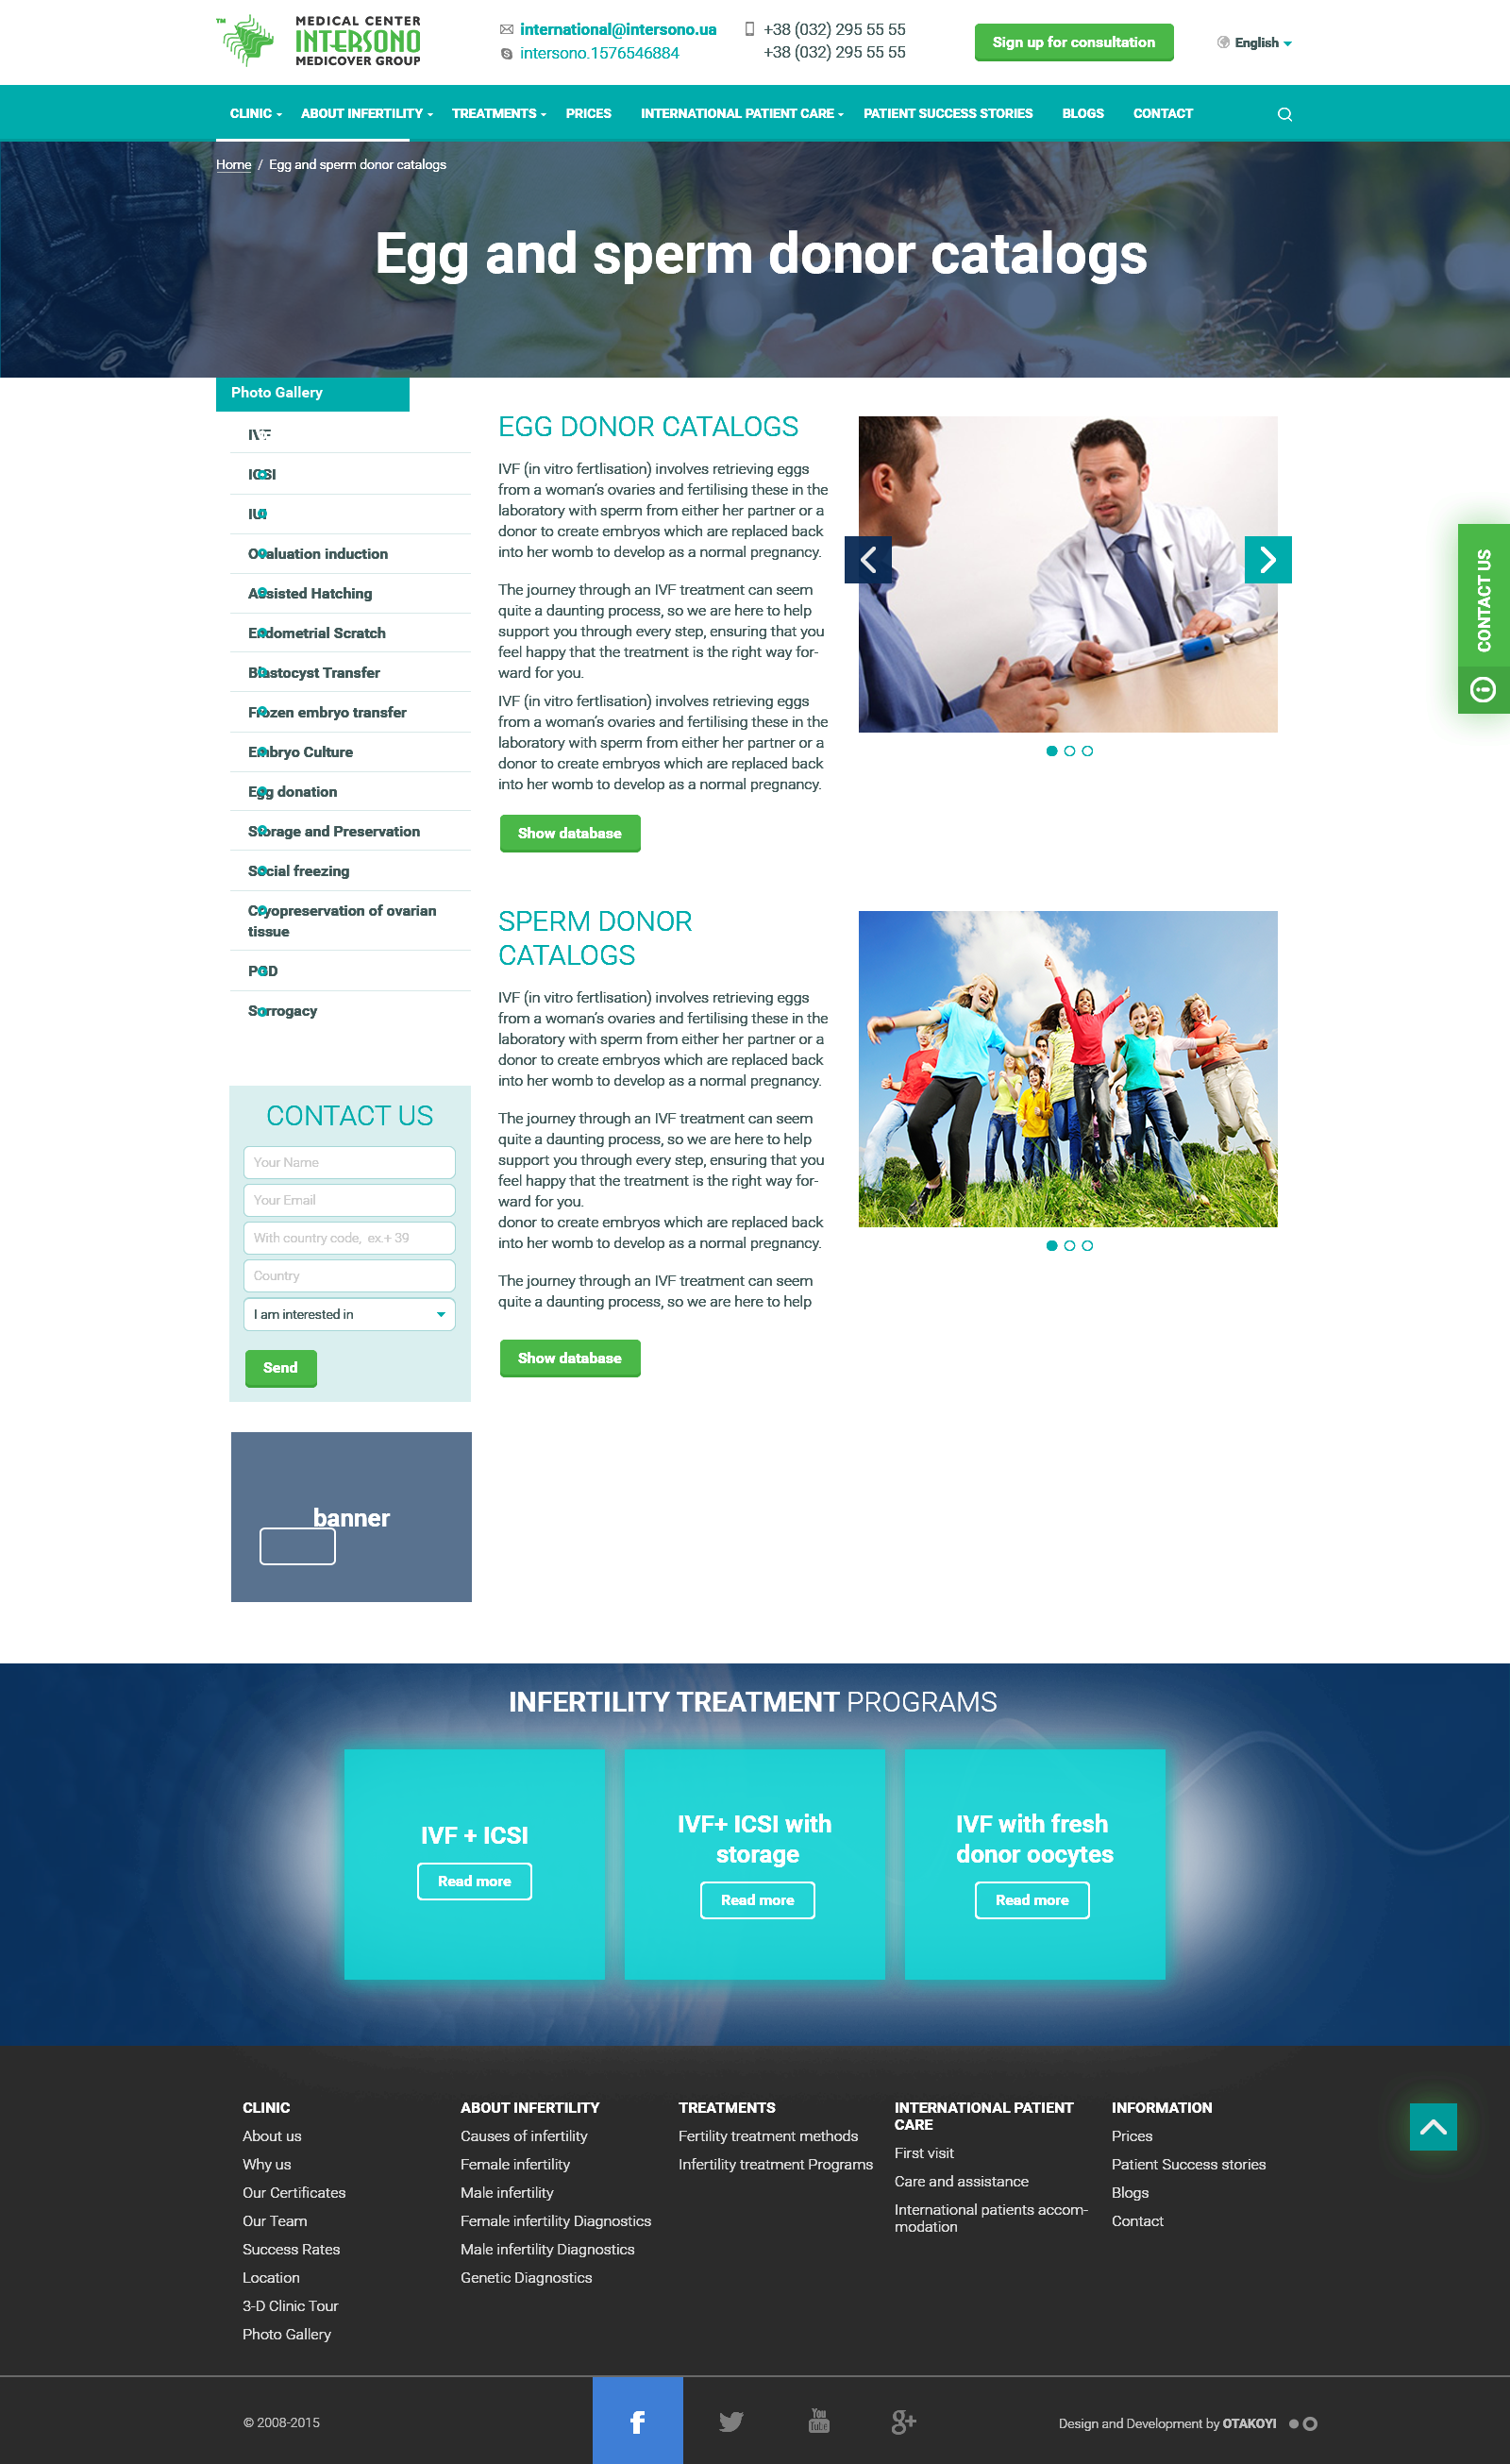 ™
MEDICAL CENTER
INTERSONO
MEDICOVER GROUP
international@intersono.ua
intersono.1576546884
+38 (032) 295 55 55
+38 (032) 295 55 55
Sign up for consultation
English
CLINIC ABOUT INFERTILITY TREATMENTS PRICES INTERNATIONAL PATIENT CARE PATIENT SUCCESS STORIES BLOGS CONTACT
Home / Egg and sperm donor catalogs
Egg and sperm donor catalogs
Photo Gallery
IVF
ICSI
IUI
Ovaluation induction
Assisted Hatching
Endometrial Scratch
Blastocyst Transfer
Frozen embryo transfer
Embryo Culture
Egg donation
Storage and Preservation
Social freezing
Cryopreservation of ovarian
tissue
PGD
Surrogacy
CONTACT US
Your Name
Your Email
With country code, ex.+ 39
Country
I am interested in
Send
banner
EGG DONOR CATALOGS
IVF (in vitro fertlisation) involves retrieving eggs
from a woman's ovaries and fertilising these in the
laboratory with sperm from either her partner or a
donor to create embryos which are replaced back
into her womb to develop as a normal pregnancy.
The journey through an IVF treatment can seem
quite a daunting process, so we are here to help
support you through every step, ensuring that you
feel happy that the treatment is the right way for-
ward for you.
IVF (in vitro fertlisation) involves retrieving eggs
from a woman's ovaries and fertilising these in the
laboratory with sperm from either her partner or a
donor to create embryos which are replaced back
into her womb to develop as a normal pregnancy.
Show database
SPERM DONOR
CATALOGS
IVF (in vitro fertlisation) involves retrieving eggs
from a woman's ovaries and fertilising these in the
laboratory with sperm from either her partner or a
donor to create embryos which are replaced back
into her womb to develop as a normal pregnancy.
The journey through an IVF treatment can seem
quite a daunting process, so we are here to help
support you through every step, ensuring that you
feel happy that the treatment is the right way for-
ward for you.
donor to create embryos which are replaced back
into her womb to develop as a normal pregnancy.
The journey through an IVF treatment can seem
quite a daunting process, so we are here to help
Show database
CONTACT US
INFERTILITY TREATMENT PROGRAMS
IVF + ICSI
Read more
IVF+ ICSI with
storage
Read more
IVF with fresh
donor oocytes
Read more
CLINIC
About us
Why us
Our Certificates
Our Team
Success Rates
Location
3-D Clinic Tour
Photo Gallery
ABOUT INFERTILITY
Causes of infertility
Female infertility
Male infertility
Female infertility Diagnostics
Male infertility Diagnostics
Genetic Diagnostics
TREATMENTS
Fertility treatment methods
Infertility treatment Programs
INTERNATIONAL PATIENT
CARE
First visit
Care and assistance
International patients accom-
modation
INFORMATION
Prices
Patient Success stories
Blogs
Contact
© 2008-2015
f
You
Tube
g+
Design and Development by OTAKOYI